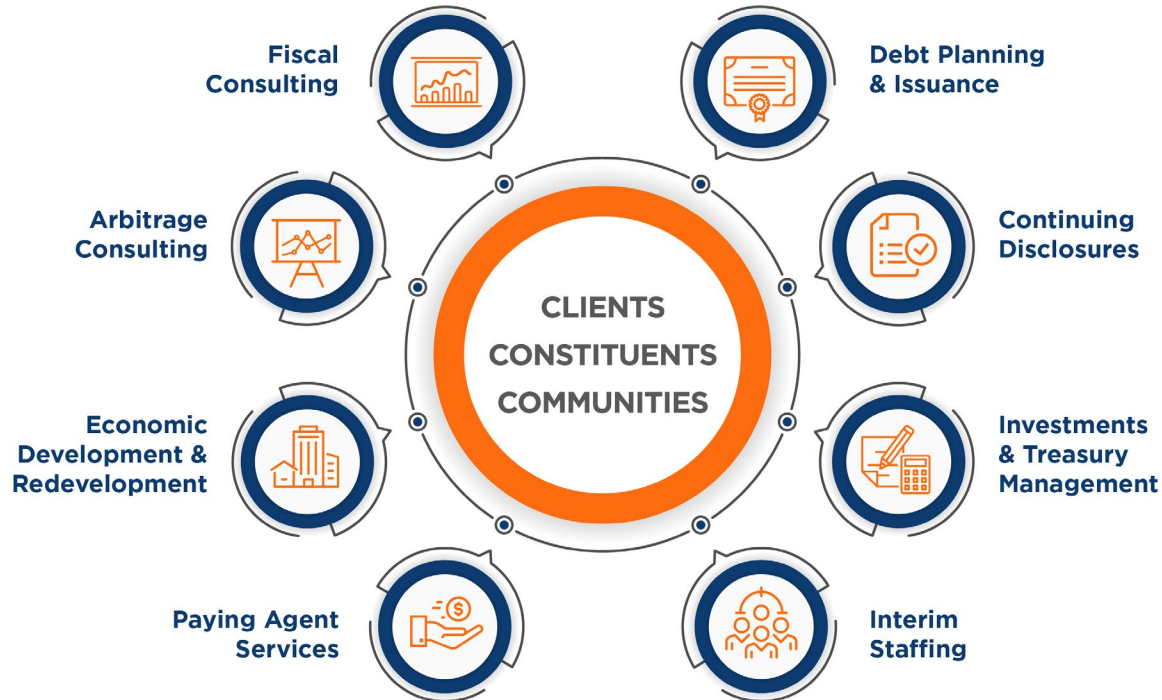 Fiscal
Consulting
Debt Planning
& Issuance
Arbitrage
Consulting
Continuing
Disclosures
CLIENTS
CONSTITUENTS
COMMUNITIES
Economic
Development &
Redevelopment
Investments
& Treasury
Management
Paying Agent
Services
Interim
Staffing
$